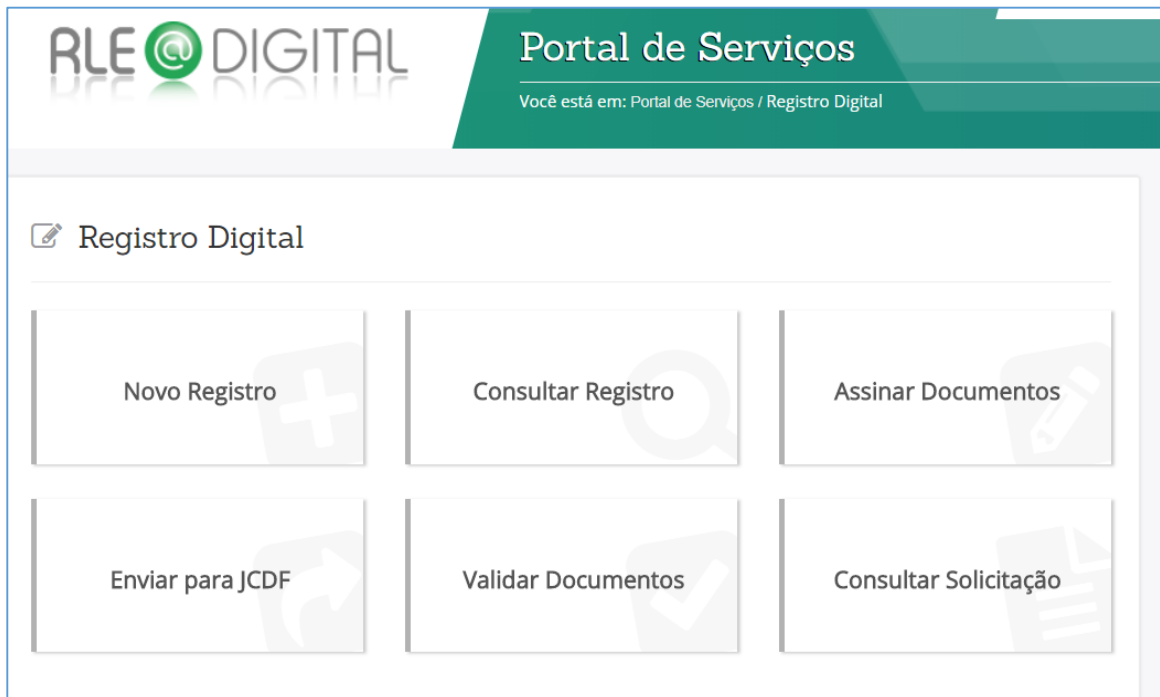 RLE @ DIGITAL
Portal de Serviços
Você está em: Portal de Serviços / Registro Digital
Registro Digital
Novo Registro
Consultar Registro
Assinar Documentos
Enviar para JCDF
Validar Documentos
Consultar Solicitação